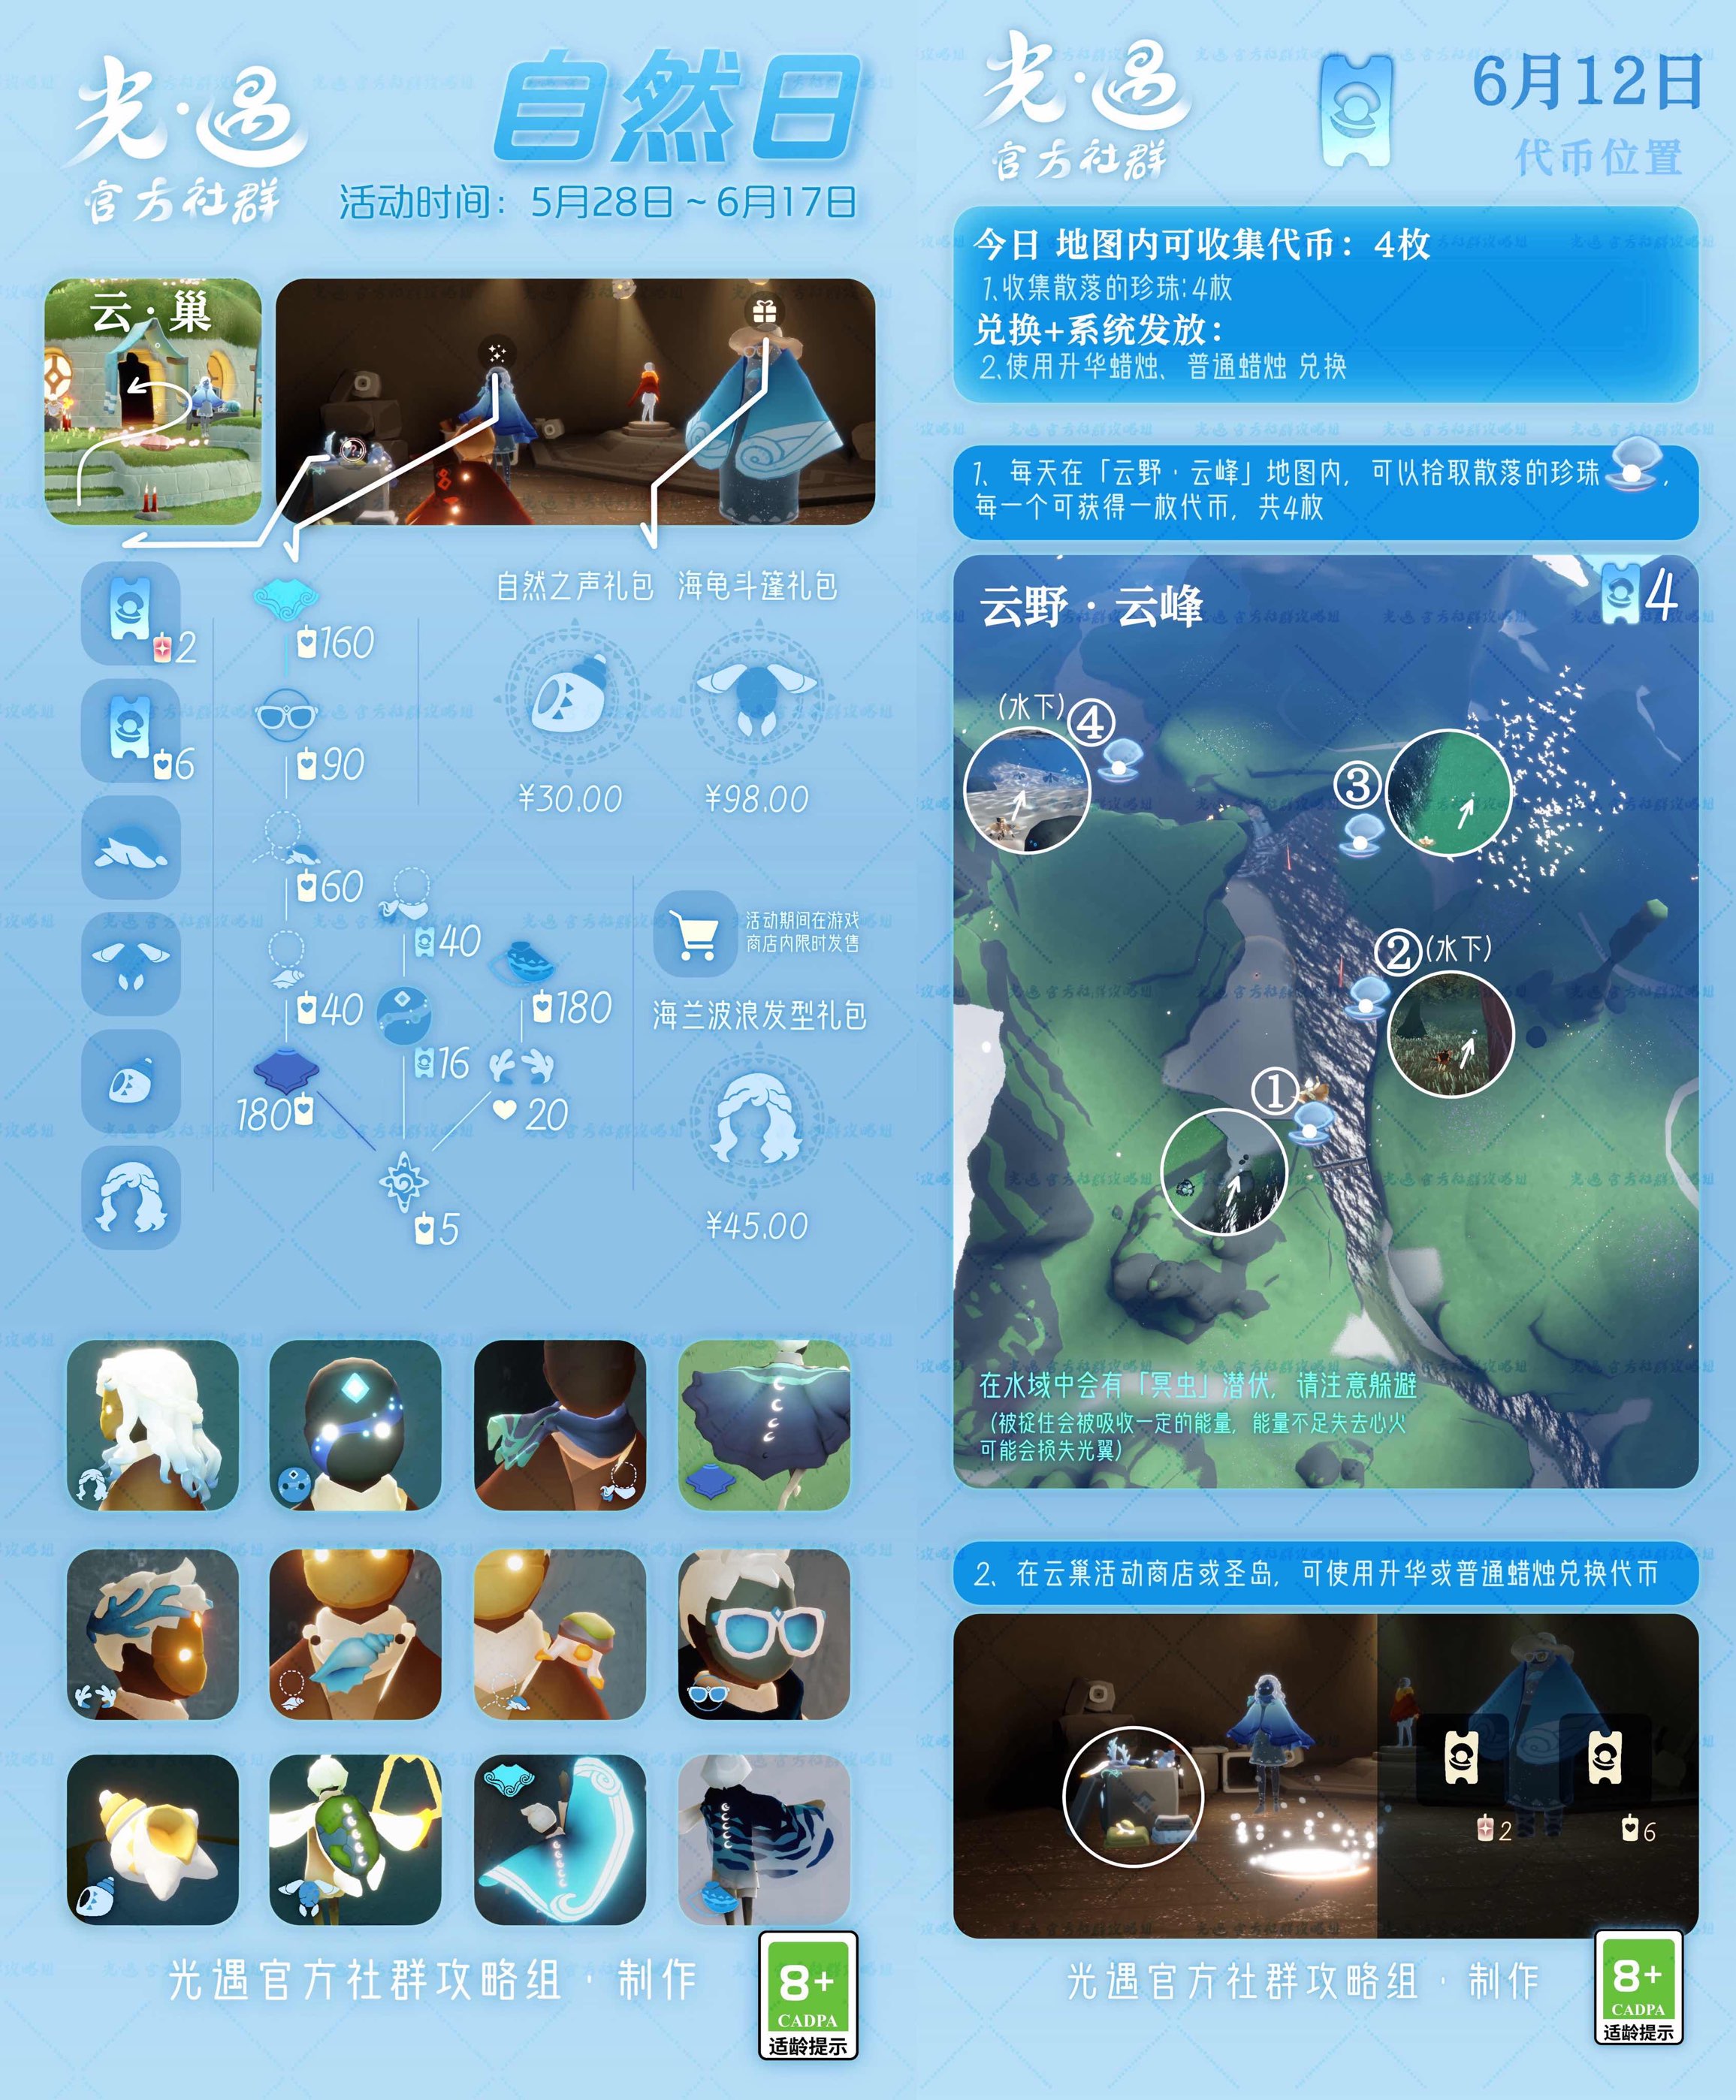 光·遇
官方社群
自然日
活动时间：5月28日~6月17日
云·巢
自然之声礼包 海龟斗篷礼包
2
160
6
90
¥30.00 ¥98.00
60
40
活动期间在游戏
商店内限时发售
40
180
海兰波浪发型礼包
16
180
20
5
¥45.00
光遇官方社群攻略组·制作
8+
CADPA
适龄提示
光·遇
官方社群
6月12日
代币位置
今日 地图内可收集代币：4枚
1、收集散落的珍珠:4枚
兑换+系统发放：
2、使用升华蜡烛、普通蜡烛 兑换
1、每天在「云野·云峰」地图内，可以拾取散落的珍珠，
每一个可获得一枚代币，共4枚
云野·云峰
4
(水下)④
③
②(水下)
①
在水域中会有「冥虫」潜伏，请注意躲避
（被捉住会被吸收一定的能量，能量不足失去心火
可能会损失光翼）
2、在云巢活动商店或圣岛，可使用升华或普通蜡烛兑换代币
2
6
光遇官方社群攻略组·制作
8+
CADPA
适龄提示